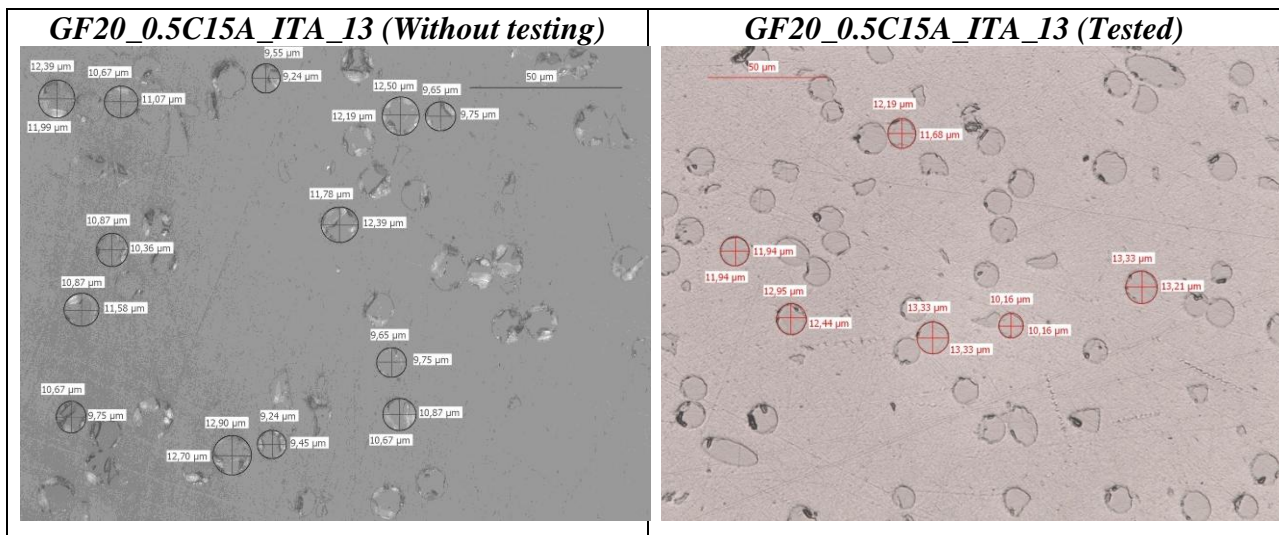 GF20_0.5C15A_ITA_13 (Without testing)
9,55 µm
12,39 µm
10,67 µm
9,24 µm
11,07 µm
11,99 µm
12,50 µm
9,65 µm
50 µm
12,19 µm
9,75 µm
11,78 µm
12,39 µm
10,87 µm
10,36 µm
10,87 µm
11,58 µm
9,65 µm
9,75 µm
10,67 µm
9,75 µm
9,24 µm
12,90 µm
9,45 µm
12,70 µm
10,87 µm
10,67 µm
GF20_0.5C15A_ITA_13 (Tested)
50 µm
12,19 µm
11,68 µm
11,94 µm
11,94 µm
13,33 µm
13,21 µm
12,95 µm
12,44 µm
13,33 µm
13,33 µm
10,16 µm
10,16 µm